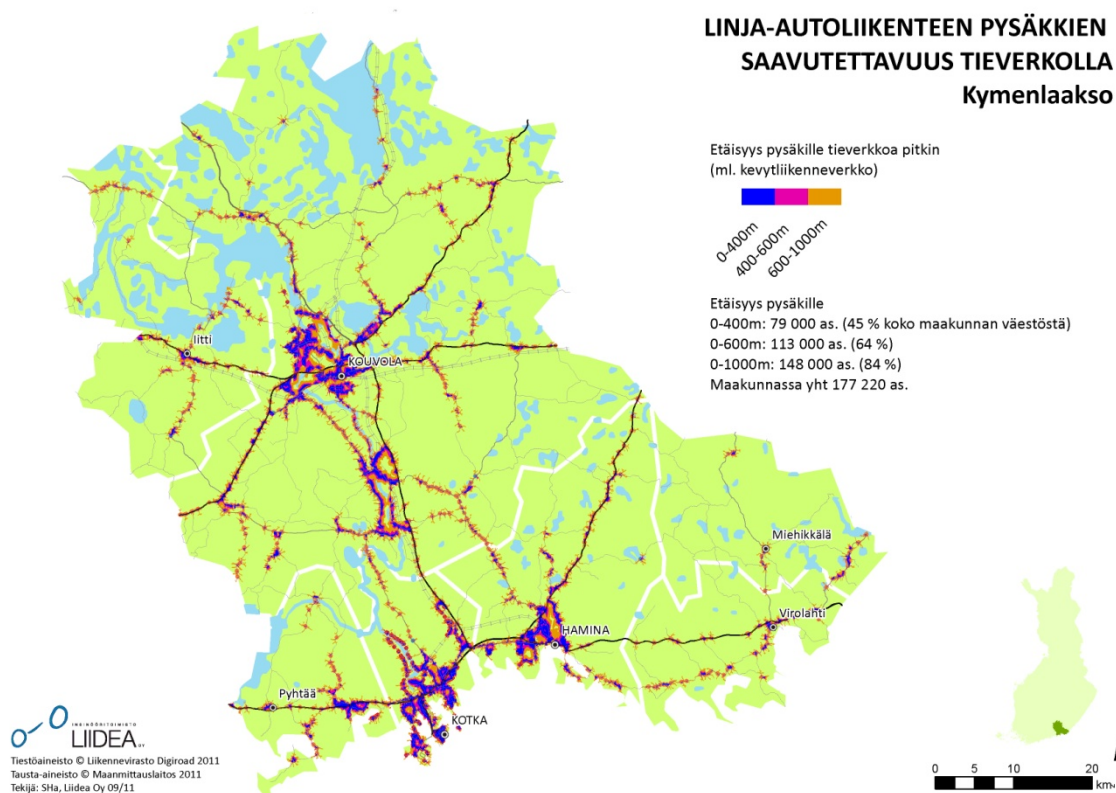 LINJA-AUTOLIIKENTEEN PYSÄKKIEN
SAAVUTETTAVUUS TIEVERKOLLA
Kymenlaakso
Etäisyys pysäkille tieverkkoa pitkin
(ml. kevytliikenneverkko)
0-400m
400-600m
600-1000m
Etäisyys pysäkille
0-400m: 79 000 as. (45 % koko maakunnan väestöstä)
0-600m: 113 000 as. (64 %)
0-1000m: 148 000 as. (84 %)
Maakunnassa yht 177 220 as.
Iitti
KOUVOLA
Miehikkälä
Virolahti
HAMINA
Pyhtää
KOTKA
INSINÖÖRITOIMISTO
LIIDEA OY
Tiestöaineisto © Liikennevirasto Digiroad 2011
Tausta-aineisto © Maanmittauslaitos 2011
Tekijä: SHa, Liidea Oy 09/11
0 5 10 20
km